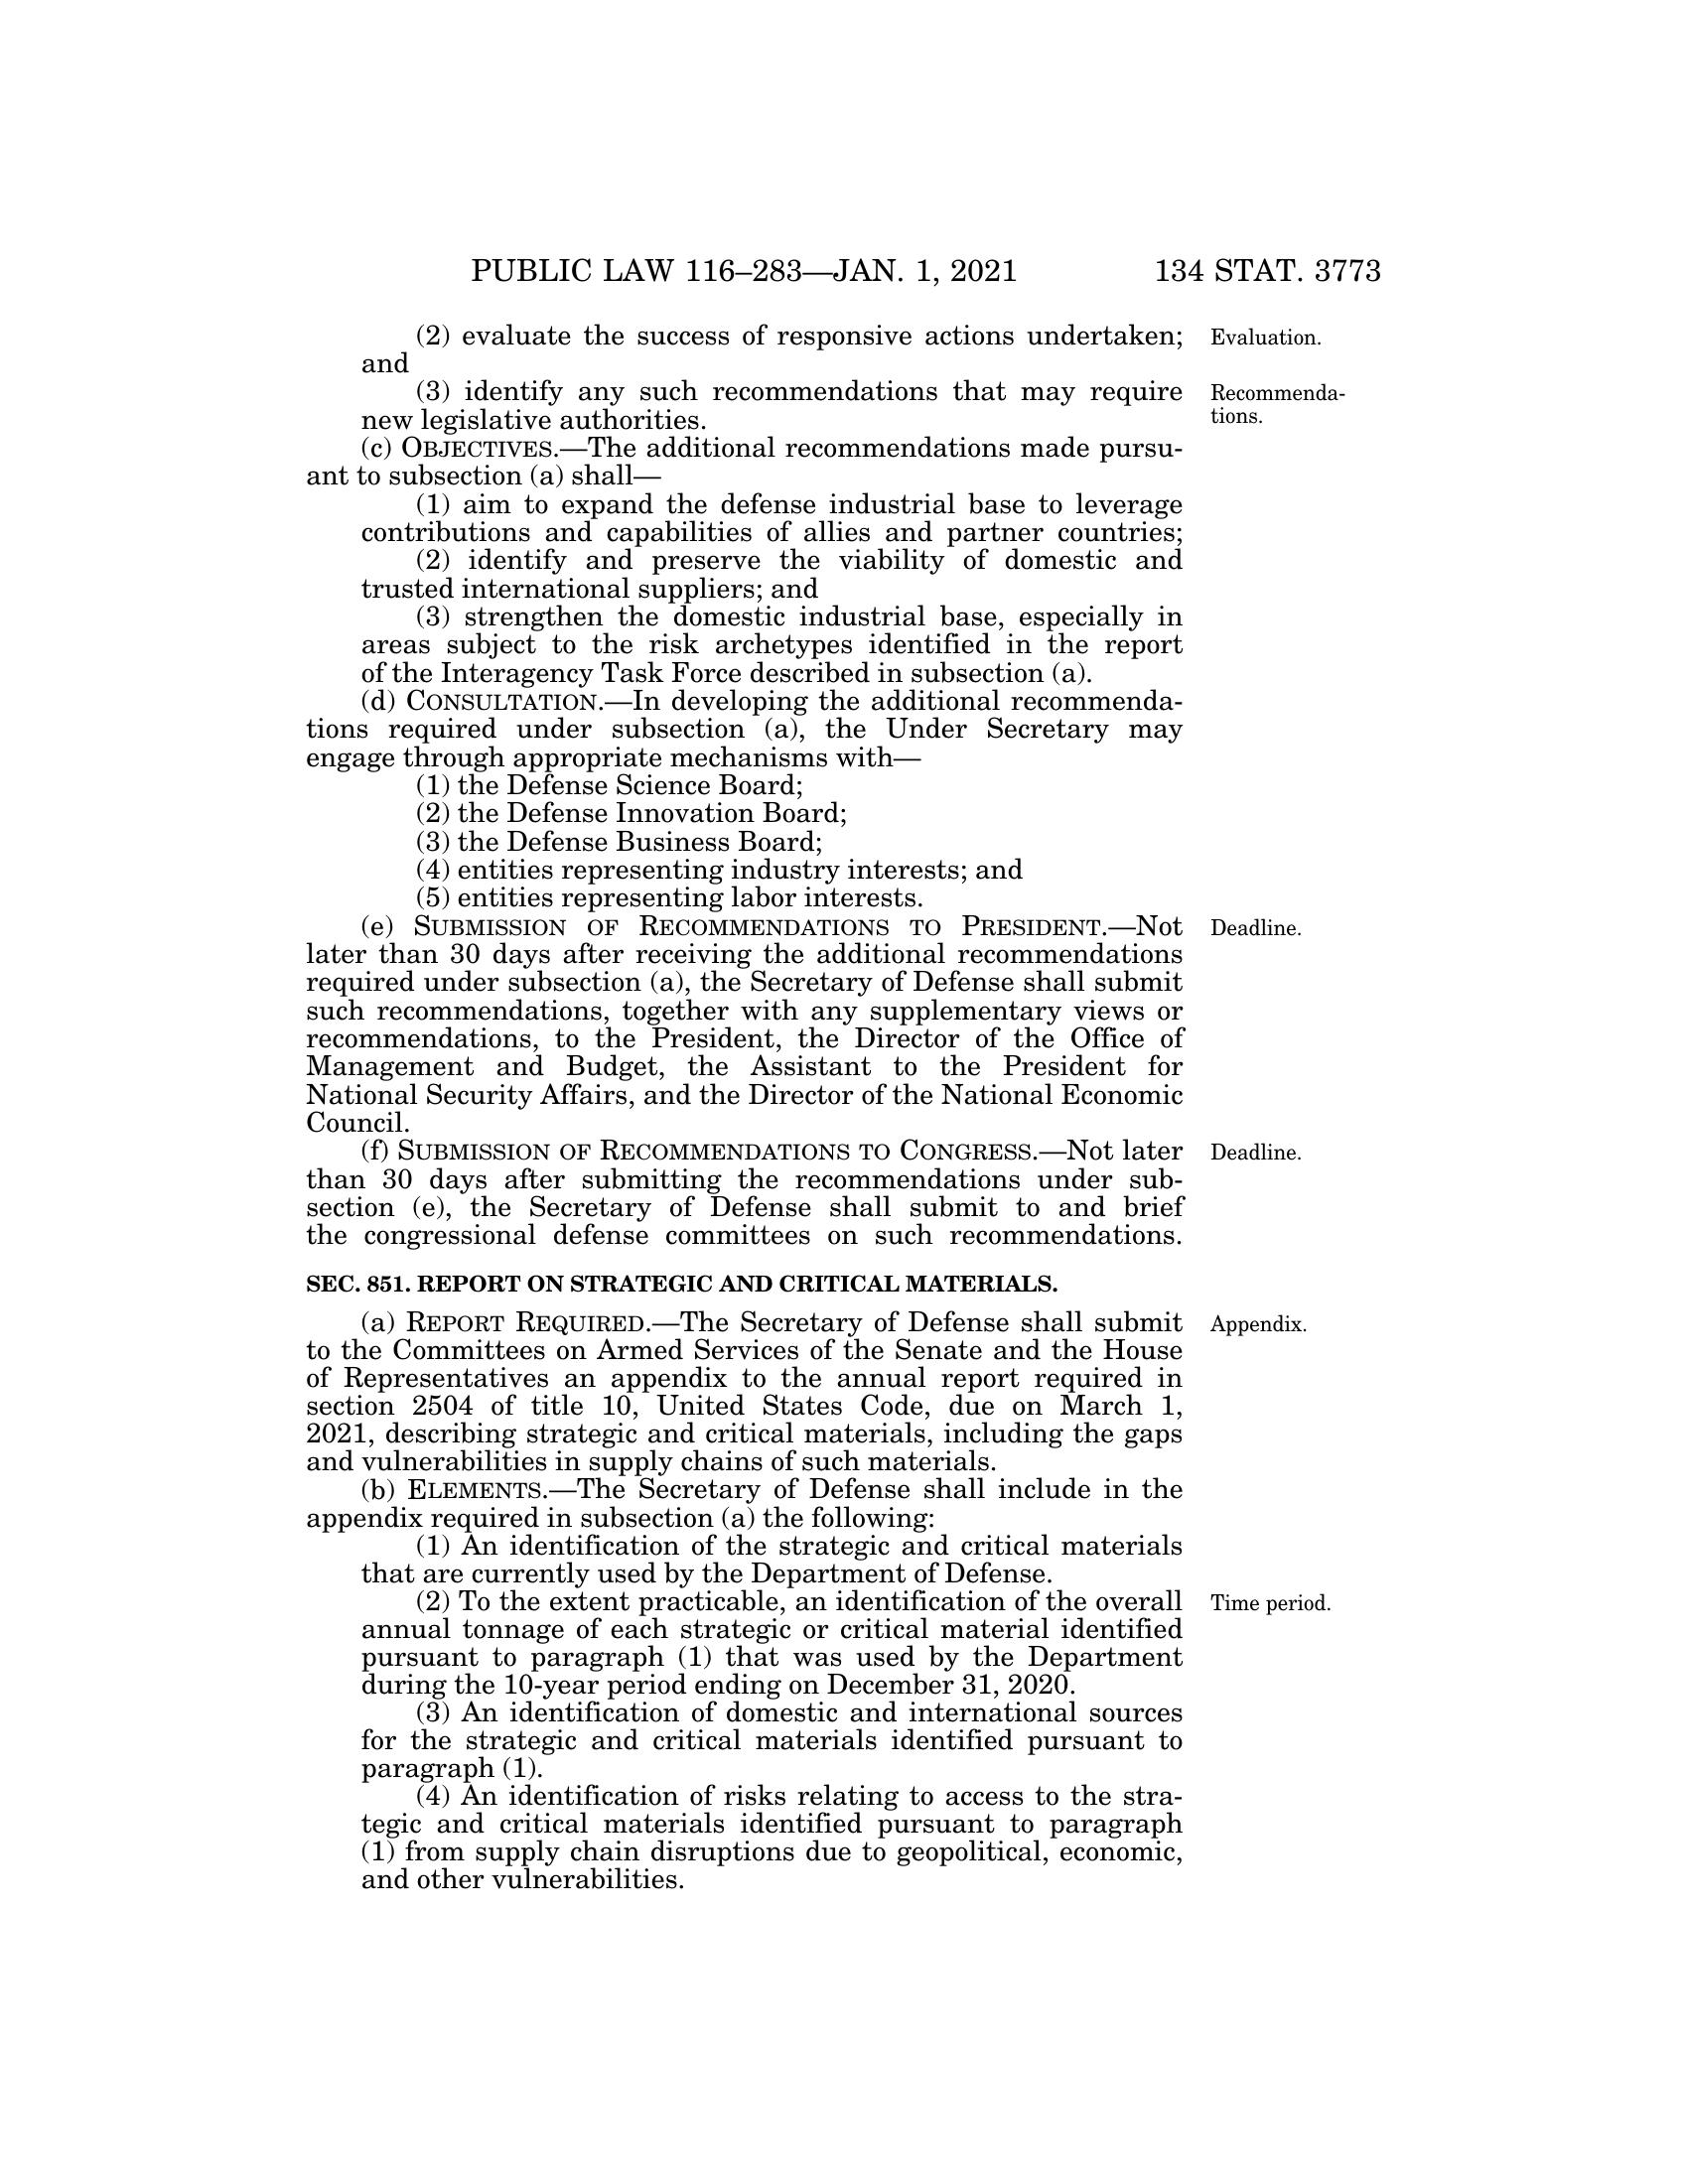 PUBLIC LAW 116–283—JAN. 1, 2021 134 STAT. 3773
(2) evaluate the success of responsive actions undertaken; Evaluation.
and
(3) identify any such recommendations that may require Recommenda-
new legislative authorities. tions.
(c) OBJECTIVES.—The additional recommendations made pursu-
ant to subsection (a) shall—
(1) aim to expand the defense industrial base to leverage
contributions and capabilities of allies and partner countries;
(2) identify and preserve the viability of domestic and
trusted international suppliers; and
(3) strengthen the domestic industrial base, especially in
areas subject to the risk archetypes identified in the report
of the Interagency Task Force described in subsection (a).
(d) CONSULTATION.—In developing the additional recommenda-
tions required under subsection (a), the Under Secretary may
engage through appropriate mechanisms with—
(1) the Defense Science Board;
(2) the Defense Innovation Board;
(3) the Defense Business Board;
(4) entities representing industry interests; and
(5) entities representing labor interests.
(e) SUBMISSION OF RECOMMENDATIONS TO PRESIDENT.—Not Deadline.
later than 30 days after receiving the additional recommendations
required under subsection (a), the Secretary of Defense shall submit
such recommendations, together with any supplementary views or
recommendations, to the President, the Director of the Office of
Management and Budget, the Assistant to the President for
National Security Affairs, and the Director of the National Economic
Council.
(f) SUBMISSION OF RECOMMENDATIONS TO CONGRESS.—Not later Deadline.
than 30 days after submitting the recommendations under sub-
section (e), the Secretary of Defense shall submit to and brief
the congressional defense committees on such recommendations.
SEC. 851. REPORT ON STRATEGIC AND CRITICAL MATERIALS.
(a) REPORT REQUIRED.—The Secretary of Defense shall submit Appendix.
to the Committees on Armed Services of the Senate and the House
of Representatives an appendix to the annual report required in
section 2504 of title 10, United States Code, due on March 1,
2021, describing strategic and critical materials, including the gaps
and vulnerabilities in supply chains of such materials.
(b) ELEMENTS.—The Secretary of Defense shall include in the
appendix required in subsection (a) the following:
(1) An identification of the strategic and critical materials
that are currently used by the Department of Defense.
(2) To the extent practicable, an identification of the overall Time period.
annual tonnage of each strategic or critical material identified
pursuant to paragraph (1) that was used by the Department
during the 10-year period ending on December 31, 2020.
(3) An identification of domestic and international sources
for the strategic and critical materials identified pursuant to
paragraph (1).
(4) An identification of risks relating to access to the stra-
tegic and critical materials identified pursuant to paragraph
(1) from supply chain disruptions due to geopolitical, economic,
and other vulnerabilities.